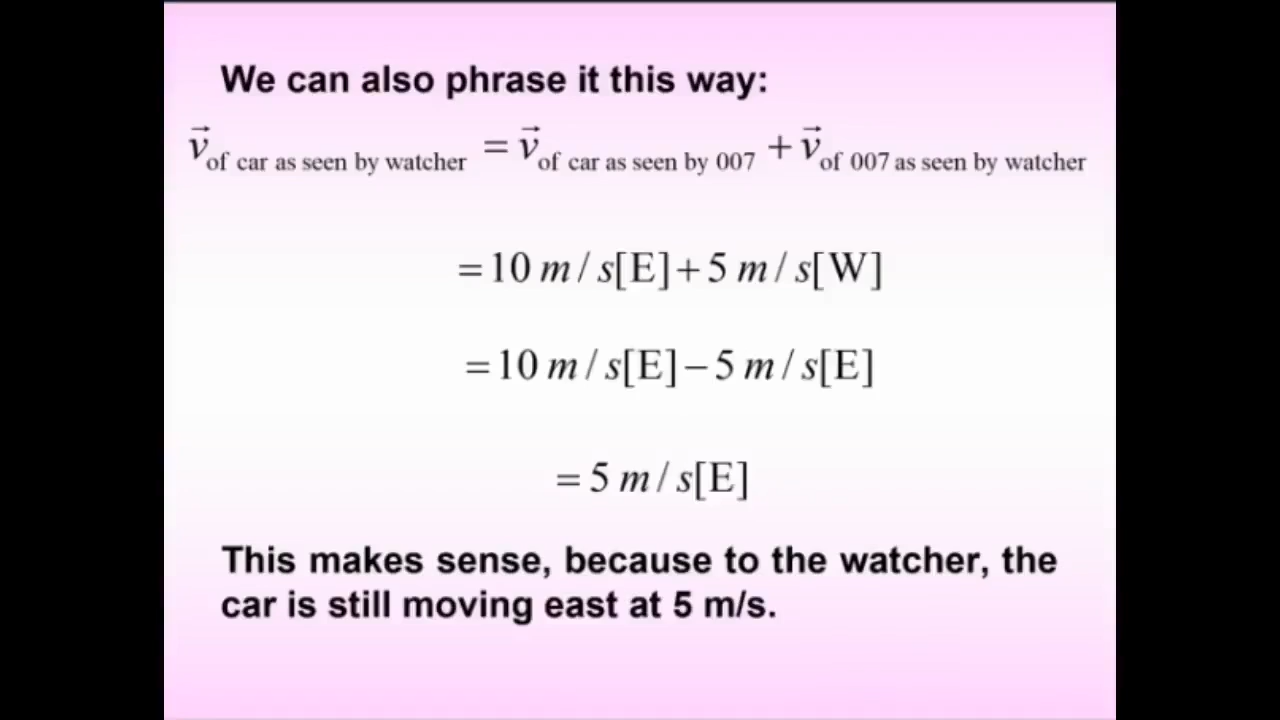 We can also phrase it this way:
v⃗ of car as seen by watcher = v⃗ of car as seen by 007 + v⃗ of 007 as seen by watcher
= 10 m / s[E] + 5 m / s[W]
= 10 m / s[E] − 5 m / s[E]
= 5 m / s[E]
This makes sense, because to the watcher, the
car is still moving east at 5 m/s.